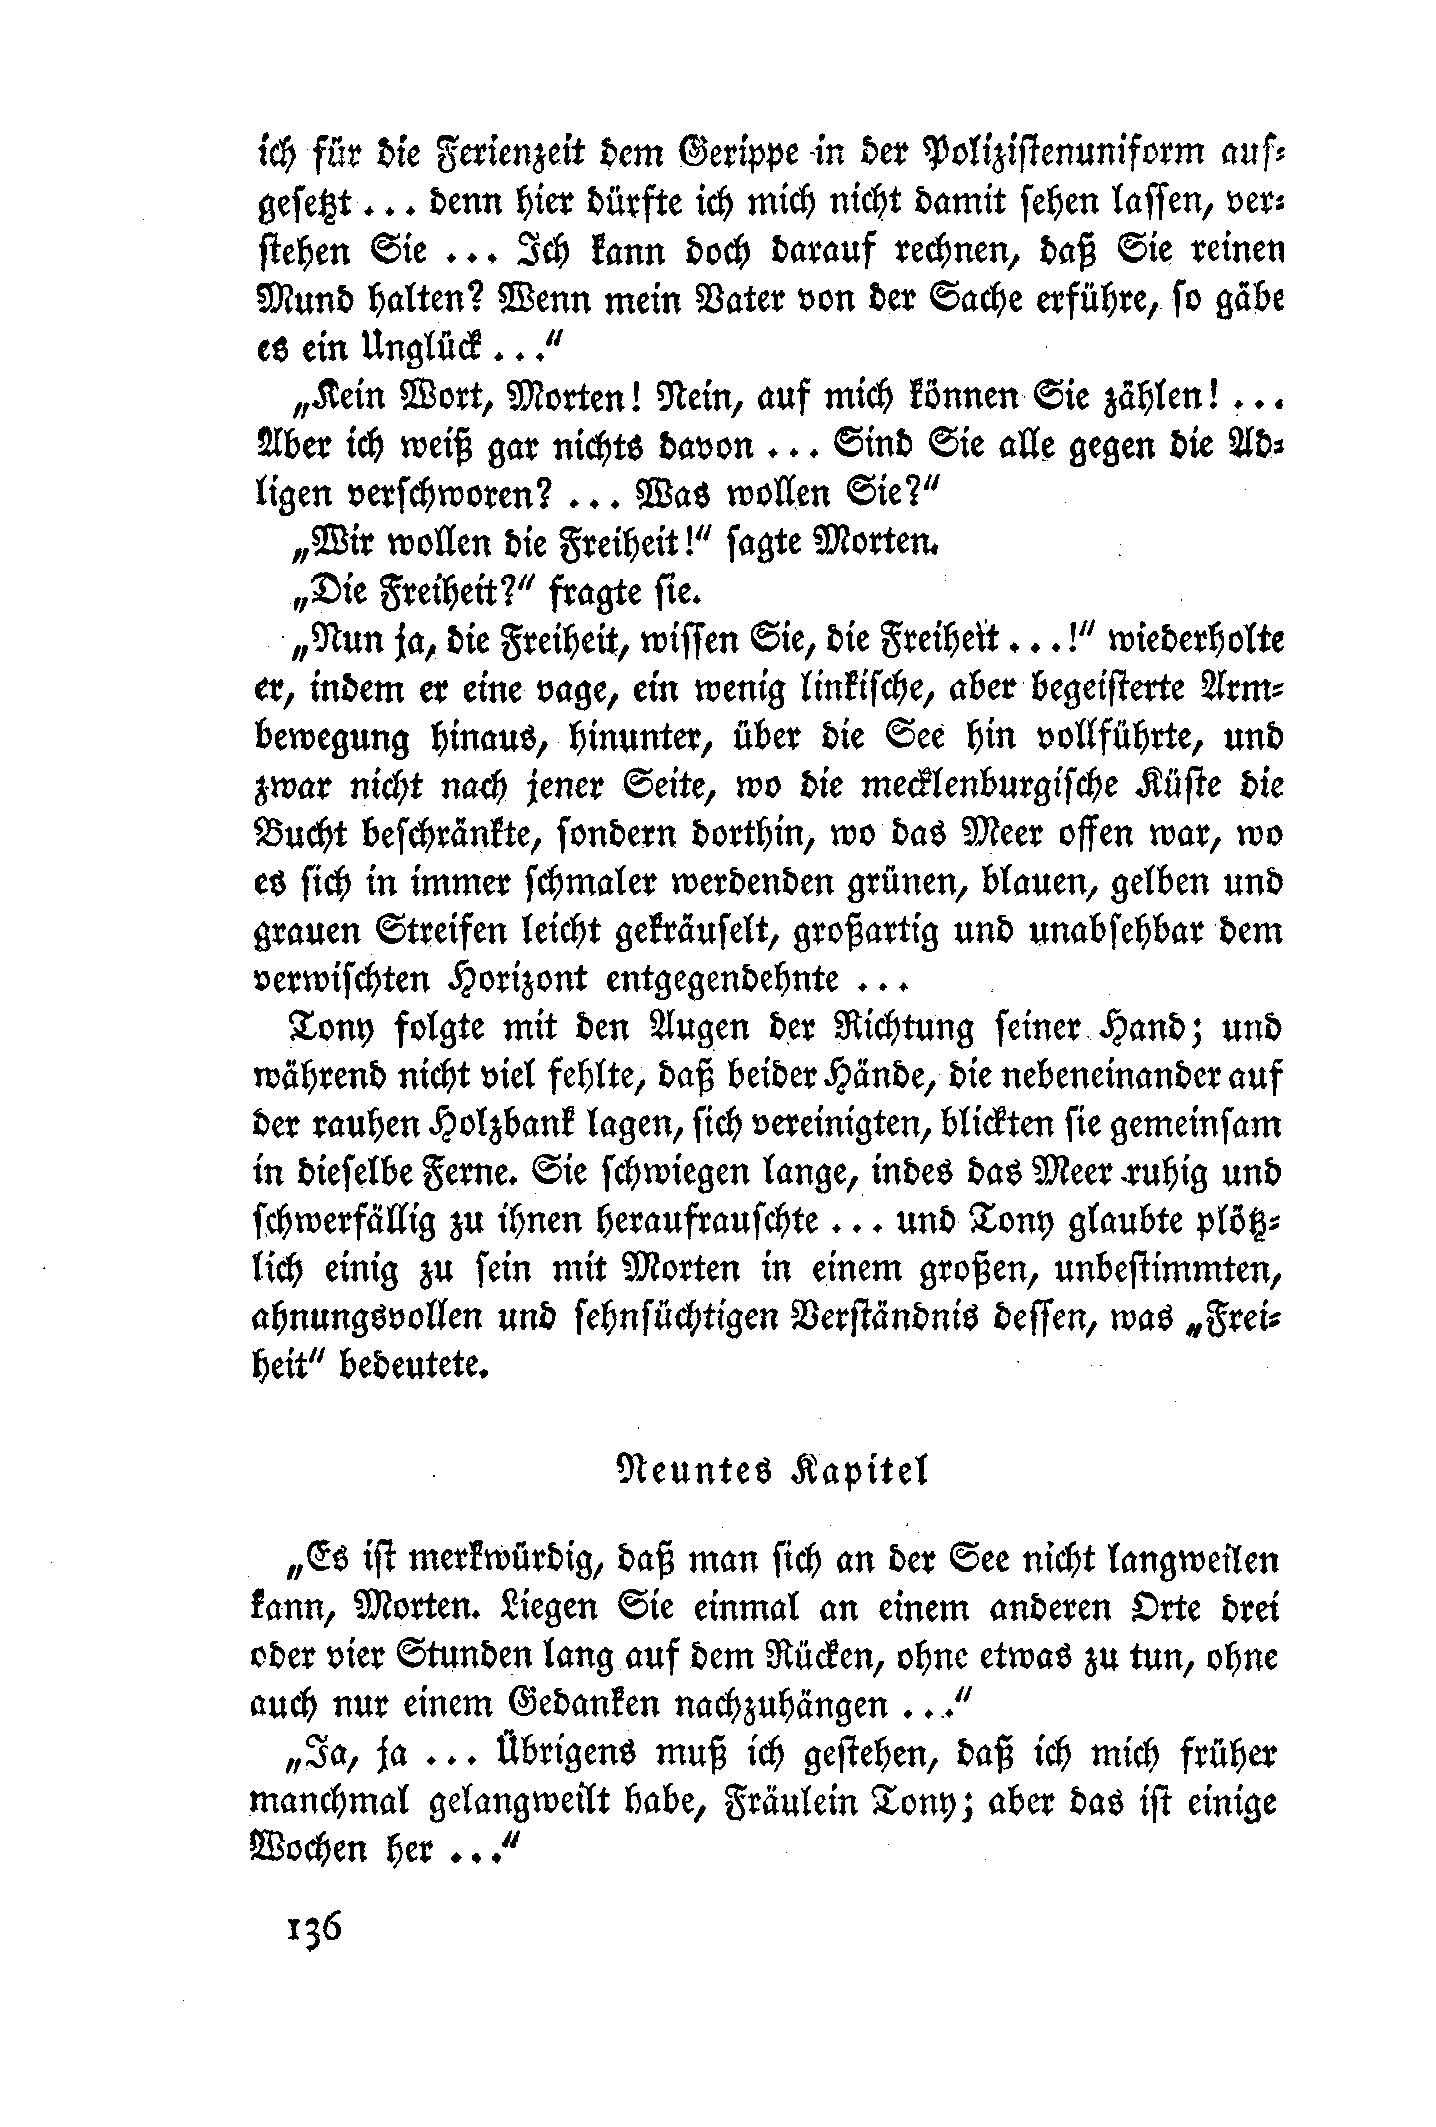 ich für die Ferienzeit dem Gerippe in der Polizistenuniform auf-
gesetzt ... denn hier dürfte ich mich nicht damit sehen lassen, ver-
stehen Sie ... Ich kann doch darauf rechnen, daß Sie reinen
Mund halten? Wenn mein Vater von der Sache erführe, so gäbe
es ein Unglück ...“
„Kein Wort, Morten! Nein, auf mich können Sie zählen! ...
Aber ich weiß gar nichts davon ... Sind Sie alle gegen die Ad-
ligen verschworen? ... Was wollen Sie?“
„Wir wollen die Freiheit!“ sagte Morten.
„Die Freiheit?“ fragte sie.
„Nun ja, die Freiheit, wissen Sie, die Freiheit ...!“ wiederholte
er, indem er eine vage, ein wenig linkische, aber begeisterte Arm-
bewegung hinaus, hinunter, über die See hin vollführte, und
zwar nicht nach jener Seite, wo die mecklenburgische Küste die
Bucht beschränkte, sondern dorthin, wo das Meer offen war, wo
es sich in immer schmaler werdenden grünen, blauen, gelben und
grauen Streifen leicht gekräuselt, großartig und unabsehbar dem
verwischten Horizont entgegendehnte ...
Tony folgte mit den Augen der Richtung seiner Hand; und
während nicht viel fehlte, daß beider Hände, die nebeneinander auf
der rauhen Holzbank lagen, sich vereinigten, blickten sie gemeinsam
in dieselbe Ferne. Sie schwiegen lange, indes das Meer ruhig und
schwerfällig zu ihnen heraufrauschte ... und Tony glaubte plötz-
lich einig zu sein mit Morten in einem großen, unbestimmten,
ahnungsvollen und sehnsüchtigen Verständnis dessen, was „Frei-
heit“ bedeutete.
Neuntes Kapitel
„Es ist merkwürdig, daß man sich an der See nicht langweilen
kann, Morten. Liegen Sie einmal an einem anderen Orte drei
oder vier Stunden lang auf dem Rücken, ohne etwas zu tun, ohne
auch nur einem Gedanken nachzuhängen ...“
„Ja, ja ... Übrigens muß ich gestehen, daß ich mich früher
manchmal gelangweilt habe, Fräulein Tony; aber das ist einige
Wochen her ...“
136